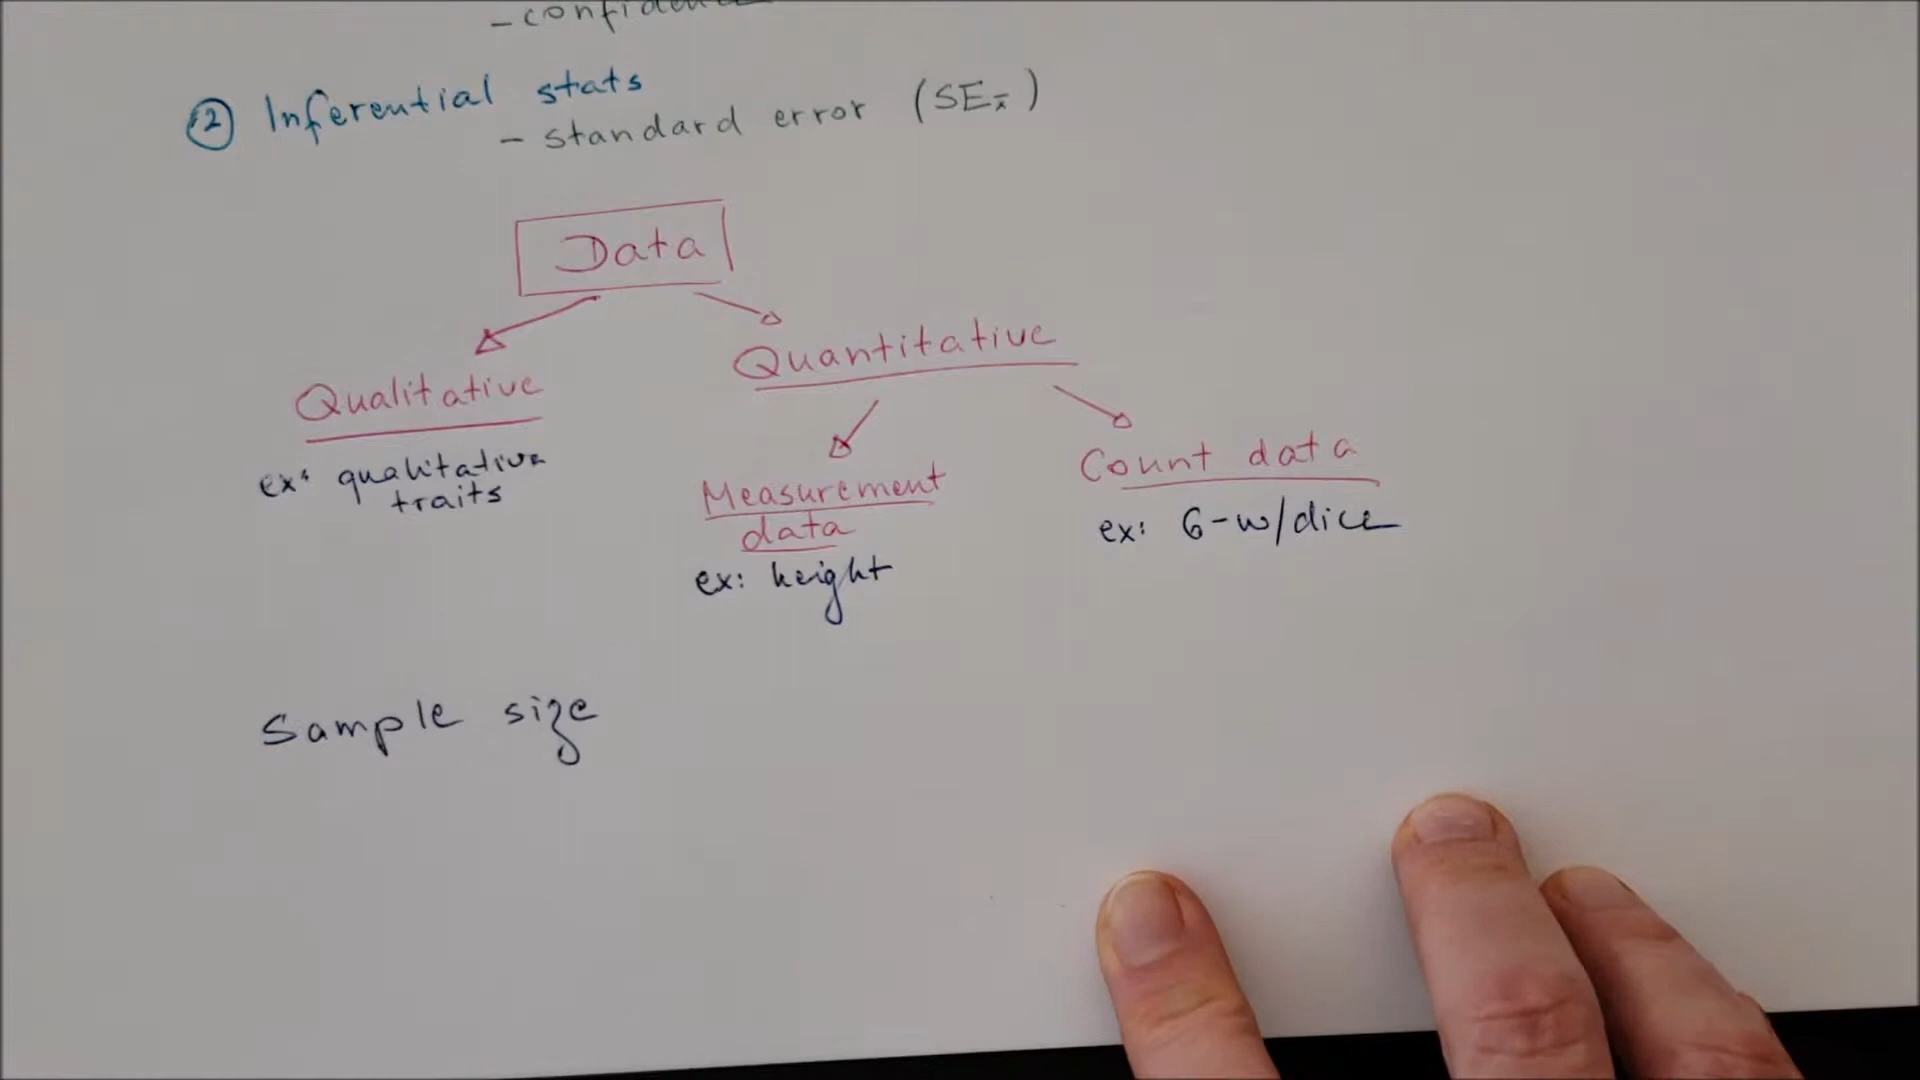 ② Inferential stats
- standard error (SEx̄)
Data
Qualitative
ex: qualitative
traits
Quantitative
Measurement
data
ex: height
Count data
ex: 6-w/dice
Sample size